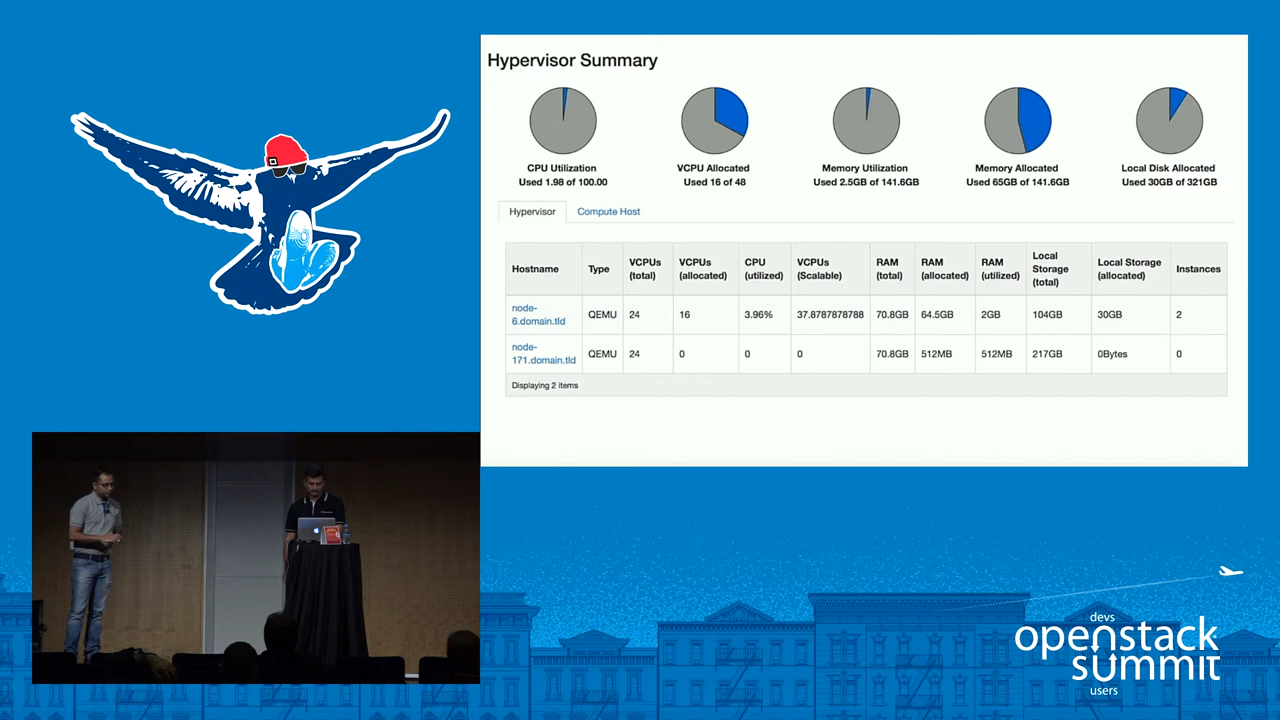 Hypervisor Summary
CPU Utilization
Used 1.98 of 100.00
VCPU Allocated
Used 16 of 48
Memory Utilization
Used 2.5GB of 141.6GB
Memory Allocated
Used 65GB of 141.6GB
Local Disk Allocated
Used 30GB of 321GB
Hypervisor
Compute Host
Hostname
Type
VCPUs
(total)
VCPUs
(allocated)
CPU
(utilized)
VCPUs
(Scalable)
RAM
(total)
RAM
(allocated)
RAM
(utilized)
Local
Storage
(total)
Local Storage
(allocated)
Instances
node-
6.domain.tld
QEMU
24
16
3.96%
37.8787878788
70.8GB
64.5GB
2GB
104GB
30GB
2
node-
171.domain.tld
QEMU
24
0
0
0
70.8GB
512MB
512MB
217GB
0Bytes
0
Displaying 2 items
devs
openstack
summit
users